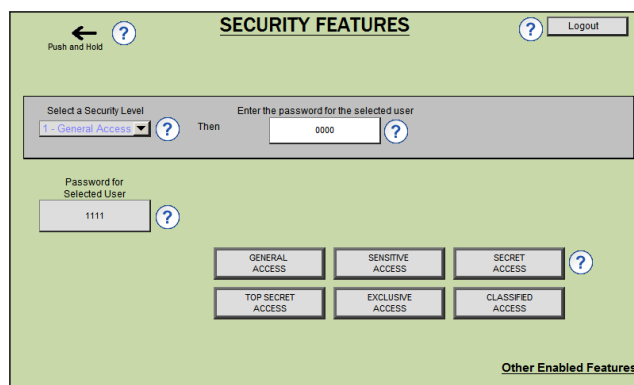 SECURITY FEATURES
?
Logout
?
Push and Hold
Select a Security Level
Enter the password for the selected user
1 - General Access
?
Then
0000
?
Password for
Selected User
1111
?
GENERAL
ACCESS
SENSITIVE
ACCESS
SECRET
ACCESS
?
TOP SECRET
ACCESS
EXCLUSIVE
ACCESS
CLASSIFIED
ACCESS
Other Enabled Features